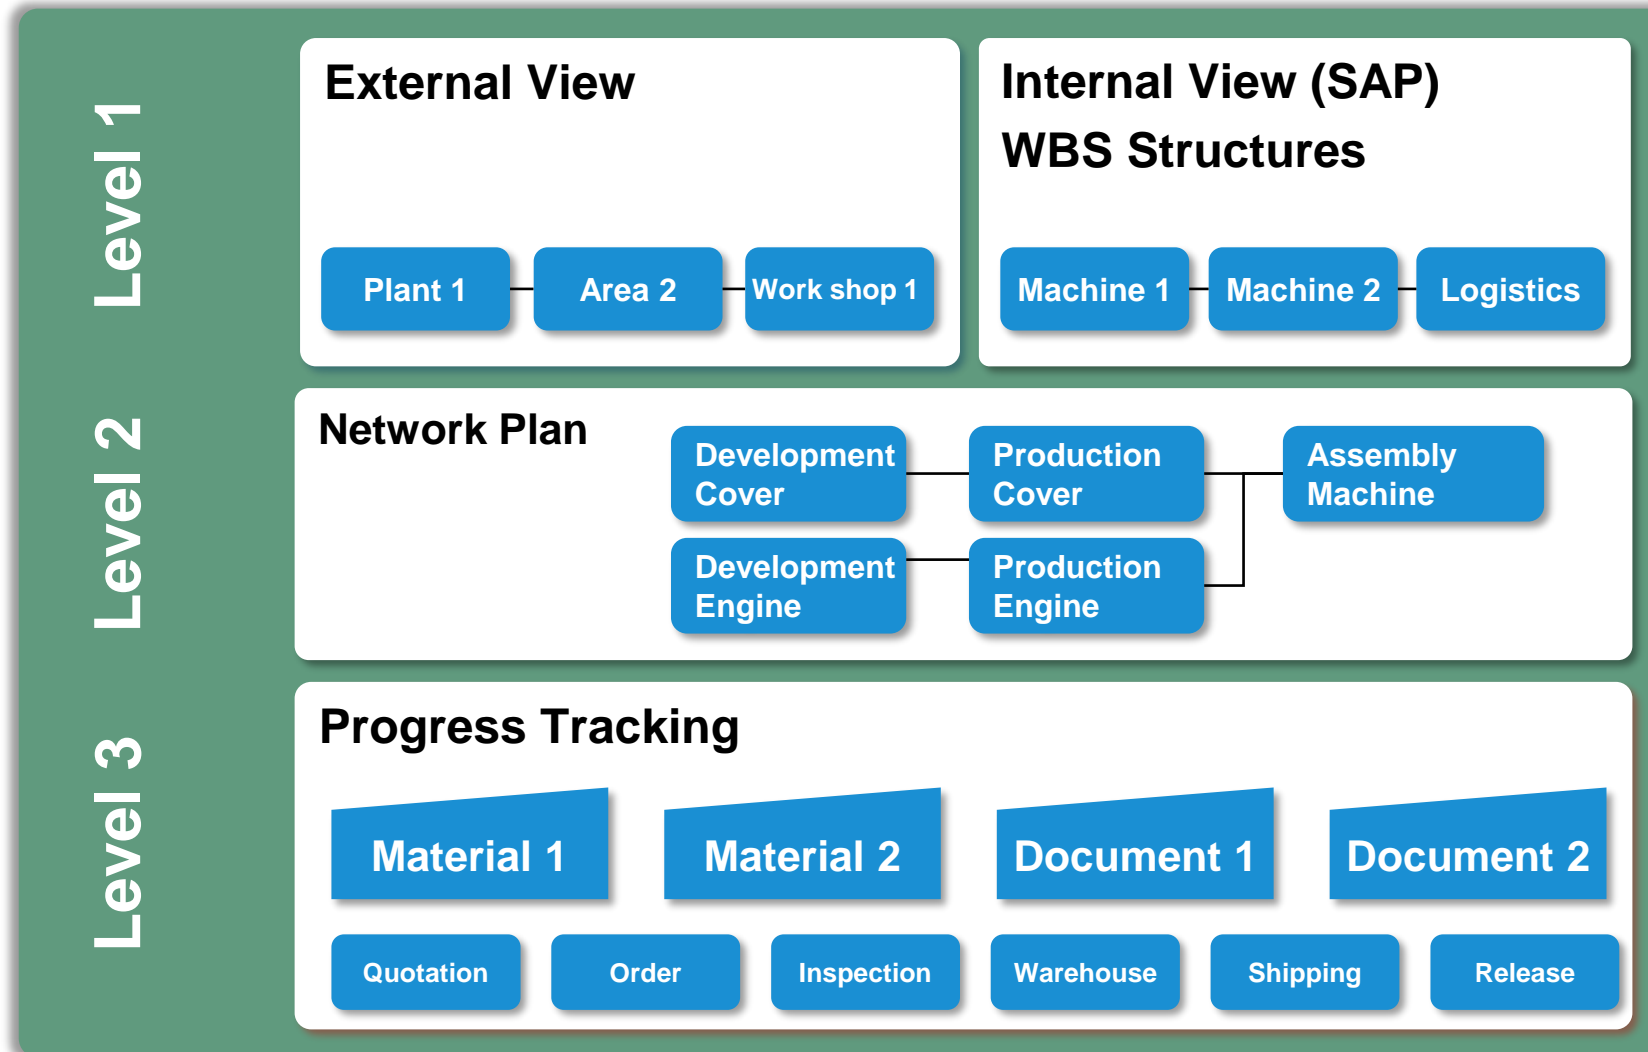 Level 1
External View
Plant 1
Area 2
Work shop 1
Internal View (SAP)
WBS Structures
Machine 1
Machine 2
Logistics
Level 2
Network Plan
Development
Cover
Production
Cover
Assembly
Machine
Development
Engine
Production
Engine
Level 3
Progress Tracking
Material 1
Material 2
Document 1
Document 2
Quotation
Order
Inspection
Warehouse
Shipping
Release